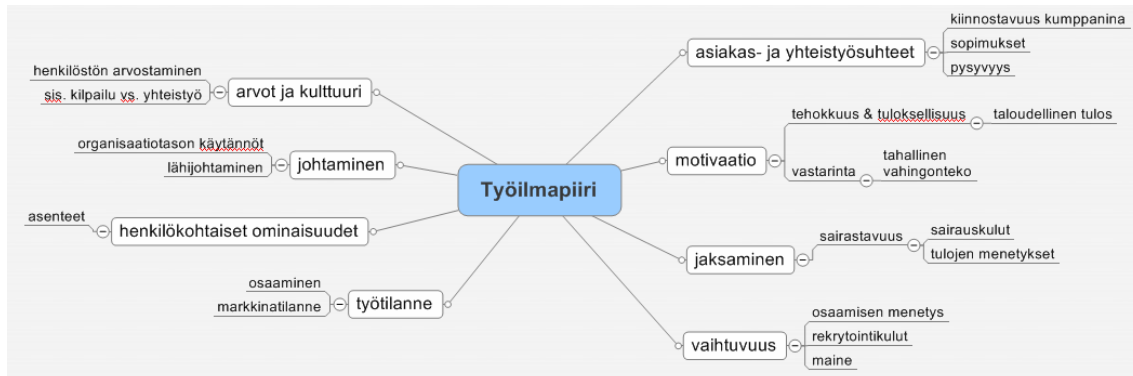 Työilmapiiri
arvot ja kulttuuri
henkilöstön arvostaminen
sis. kilpailu vs. yhteistyö
johtaminen
organisaatiotason käytännöt
lähijohtaminen
henkilökohtaiset ominaisuudet
asenteet
työtilanne
osaaminen
markkinatilanne
asiakas- ja yhteistyösuhteet
kiinnostavuus kumppanina
sopimukset
pysyvyys
motivaatio
tehokkuus & tuloksellisuus
taloudellinen tulos
vastarinta
tahallinen
vahingonteko
jaksaminen
sairastavuus
sairauskulut
tulojen menetykset
vaihtuvuus
osaamisen menetys
rekrytointikulut
maine